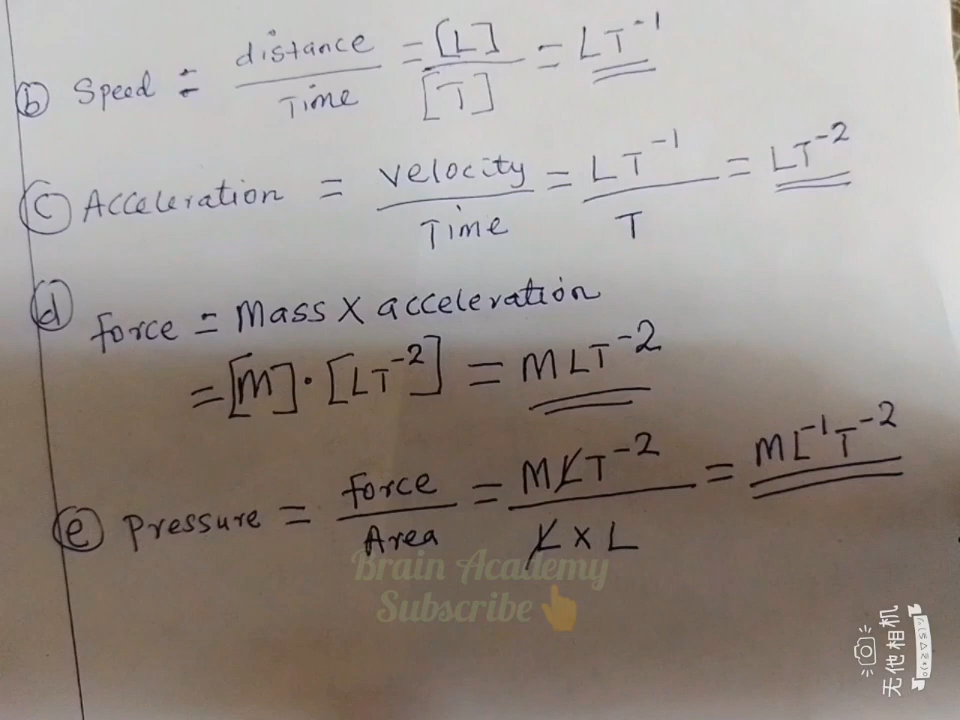 ⓑ Speed = distance/Time = [L]/[T] = LT⁻¹
ⓒ Acceleration = velocity/Time = LT⁻¹/T = LT⁻²
ⓓ force = Mass X acceleration
= [M]·[LT⁻²] = MLT⁻²
ⓔ Pressure = force/Area = MLT⁻²/L×L = ML⁻¹T⁻²
Brain Academy
Subscribe
无他相机